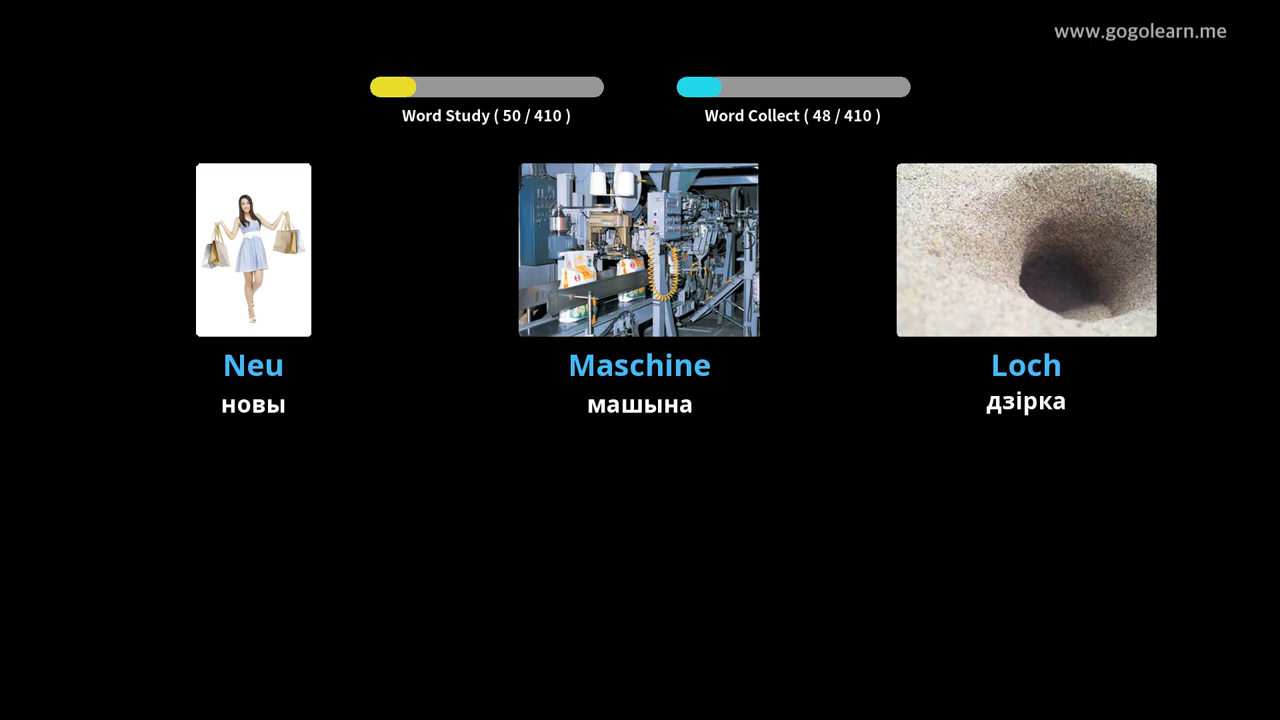 www.gogolearn.me
Word Study ( 50 / 410 )
Word Collect ( 48 / 410 )
Neu
новы
Maschine
машына
Loch
дзірка